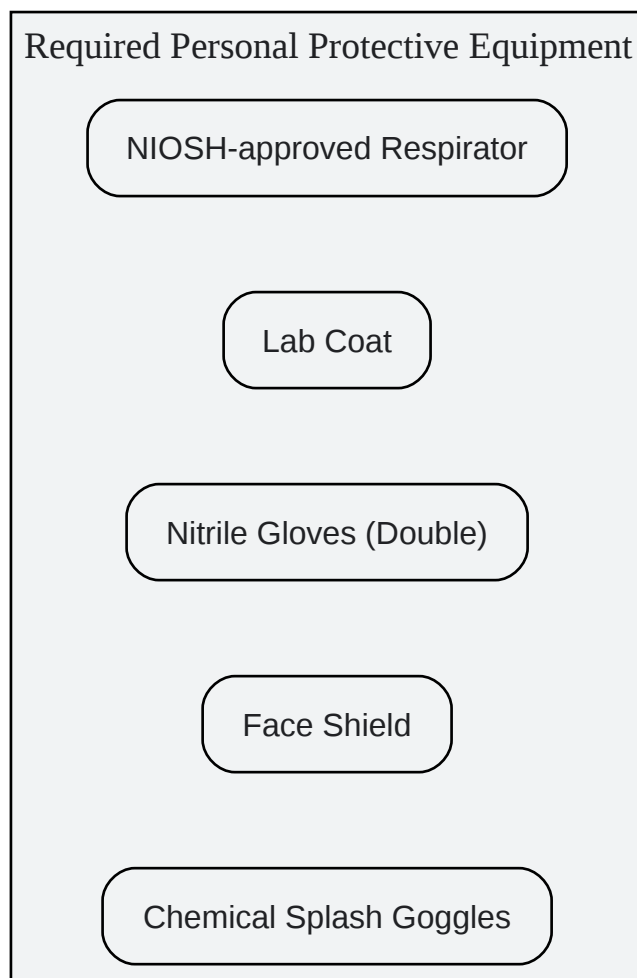 Required Personal Protective Equipment
NIOSH-approved Respirator
Lab Coat
Nitrile Gloves (Double)
Face Shield
Chemical Splash Goggles